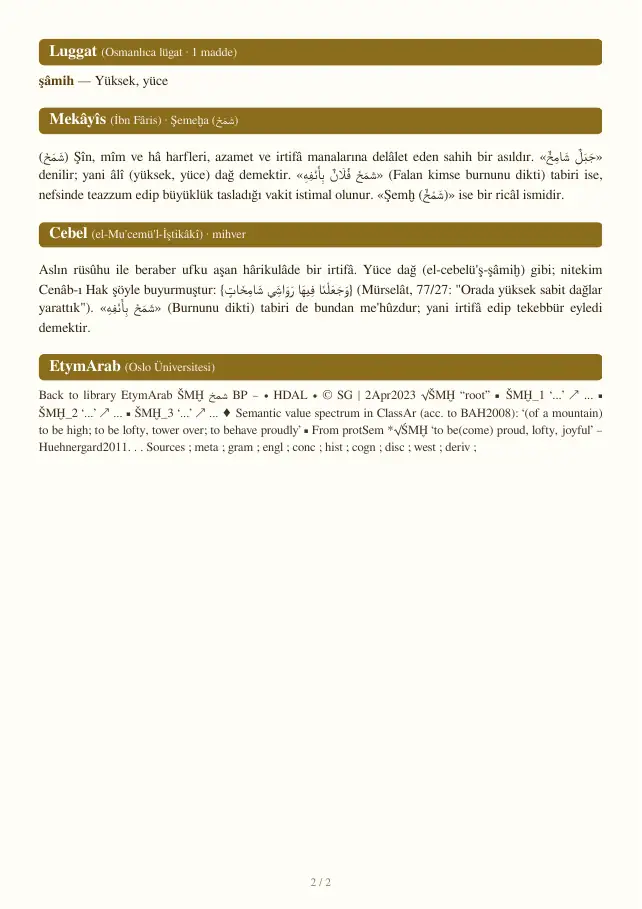 Luggat (Osmanlıca lügat · 1 madde)
şâmih — Yüksek, yüce
Mekâyîs (İbn Fâris) · Şemeḫa (شَمَخَ)
(شَمَخَ) Şîn, mîm ve hâ harfleri, azamet ve irtifâ manalarına delâlet eden sahih bir asıldır. «جَبَلٌ شَامِخٌ»
denilir; yani âlî (yüksek, yüce) dağ demektir. «شَمَخَ فُلَانٌ بِأَنْفِهِ» (Falan kimse burnunu dikti) tabiri ise,
nefsinde teazzum edip büyüklük tasladığı vakit istimal olunur. «Şemḫ (شَمْخٌ)» ise bir ricâl ismidir.
Cebel (el-Mu'cemü'l-İştikâkî) · mihver
Aslın rüsûhu ile beraber ufku aşan hârikulâde bir irtifâ. Yüce dağ (el-cebelü'ş-şâmiḫ) gibi; nitekim
Cenâb-ı Hak şöyle buyurmuştur: {وَجَعَلْنَا فِيهَا رَوَاسِيَ شَامِخَاتٍ} (Mürselât, 77/27: "Orada yüksek sabit dağlar
yarattık"). «شَمَخَ بِأَنْفِهِ» (Burnunu dikti) tabiri de bundan me'hûzdur; yani irtifâ edip tekebbür eyledi
demektir.
EtymArab (Oslo Üniversitesi)
Back to library EtymArab ŠMḪ شمخ BP – • HDAL • © SG | 2Apr2023 √ŠMḪ “root” ▪ ŠMḪ_1 ‘...’ ↗ ... ▪
ŠMḪ_2 ‘...’ ↗ ... ▪ ŠMḪ_3 ‘...’ ↗ ... ♦ Semantic value spectrum in ClassAr (acc. to BAH2008): ‘(of a mountain)
to be high; to be lofty, tower over; to behave proudly’ ▪ From protSem *√ŠMḪ ‘to be(come) proud, lofty, joyful’ –
Huehnergard2011. . . Sources ; meta ; gram ; engl ; conc ; hist ; cogn ; disc ; west ; deriv ;
2 / 2